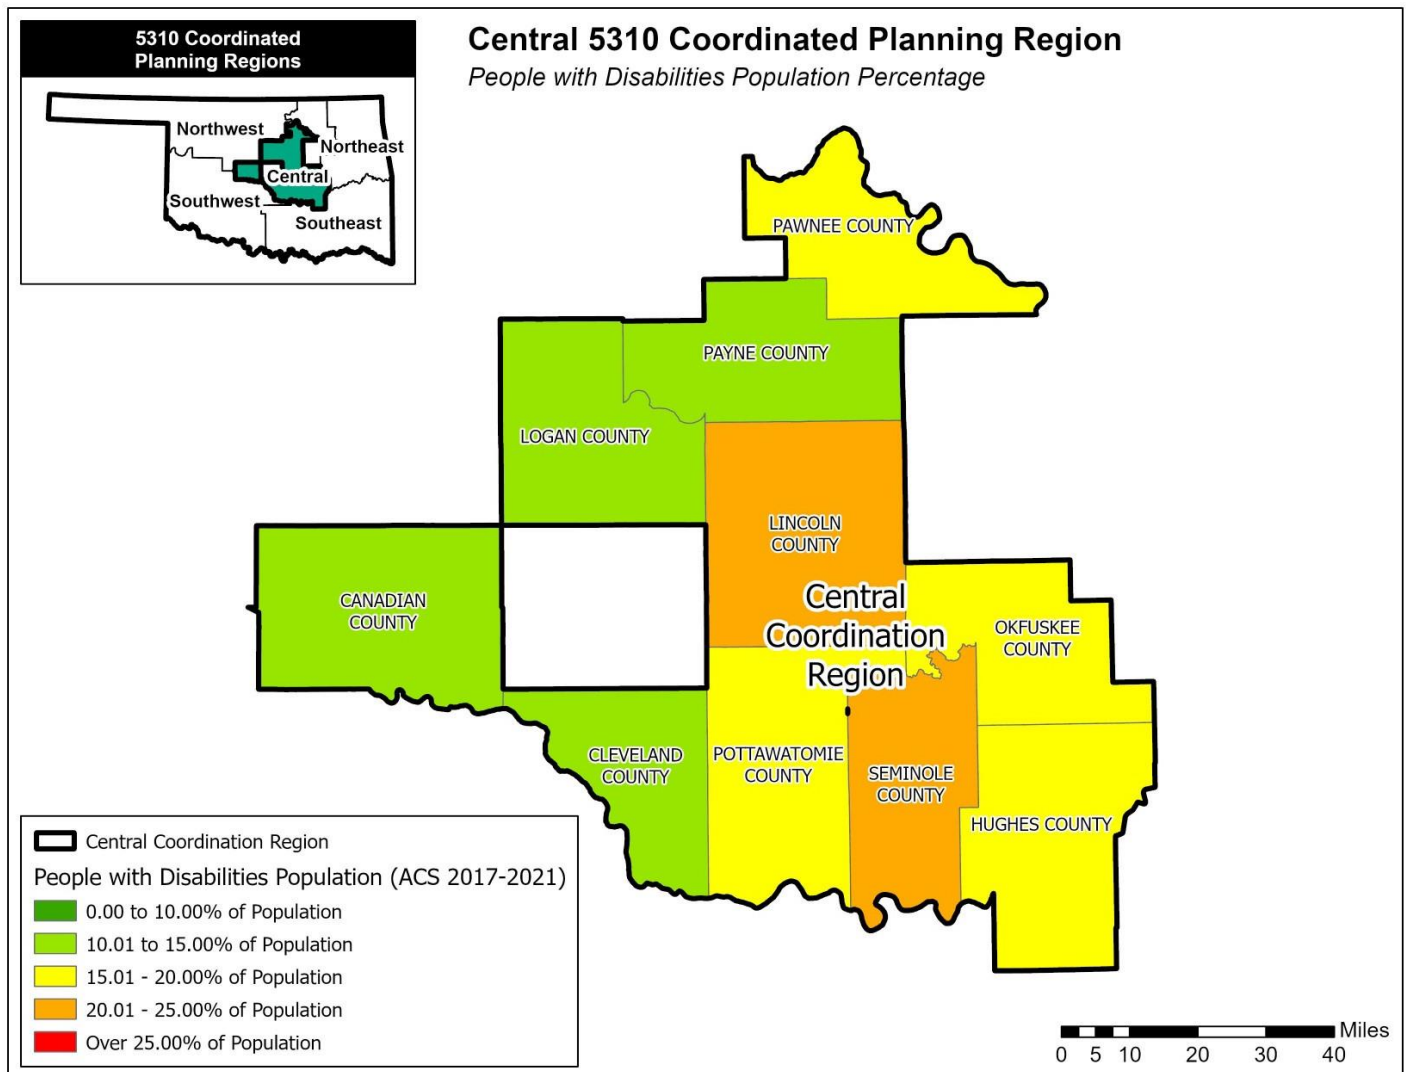 5310 Coordinated
Planning Regions
Northwest
Northeast
Central
Southwest
Southeast
Central 5310 Coordinated Planning Region
People with Disabilities Population Percentage
PAWNEE COUNTY
PAYNE COUNTY
LOGAN COUNTY
LINCOLN
COUNTY
CANADIAN
COUNTY
Central
Coordination
Region
OKFUSKEE
COUNTY
CLEVELAND
COUNTY
POTTAWATOMIE
COUNTY
SEMINOLE
COUNTY
HUGHES COUNTY
Central Coordination Region
People with Disabilities Population (ACS 2017-2021)
0.00 to 10.00% of Population
10.01 to 15.00% of Population
15.01 - 20.00% of Population
20.01 - 25.00% of Population
Over 25.00% of Population
Miles
0 5 10 20 30 40